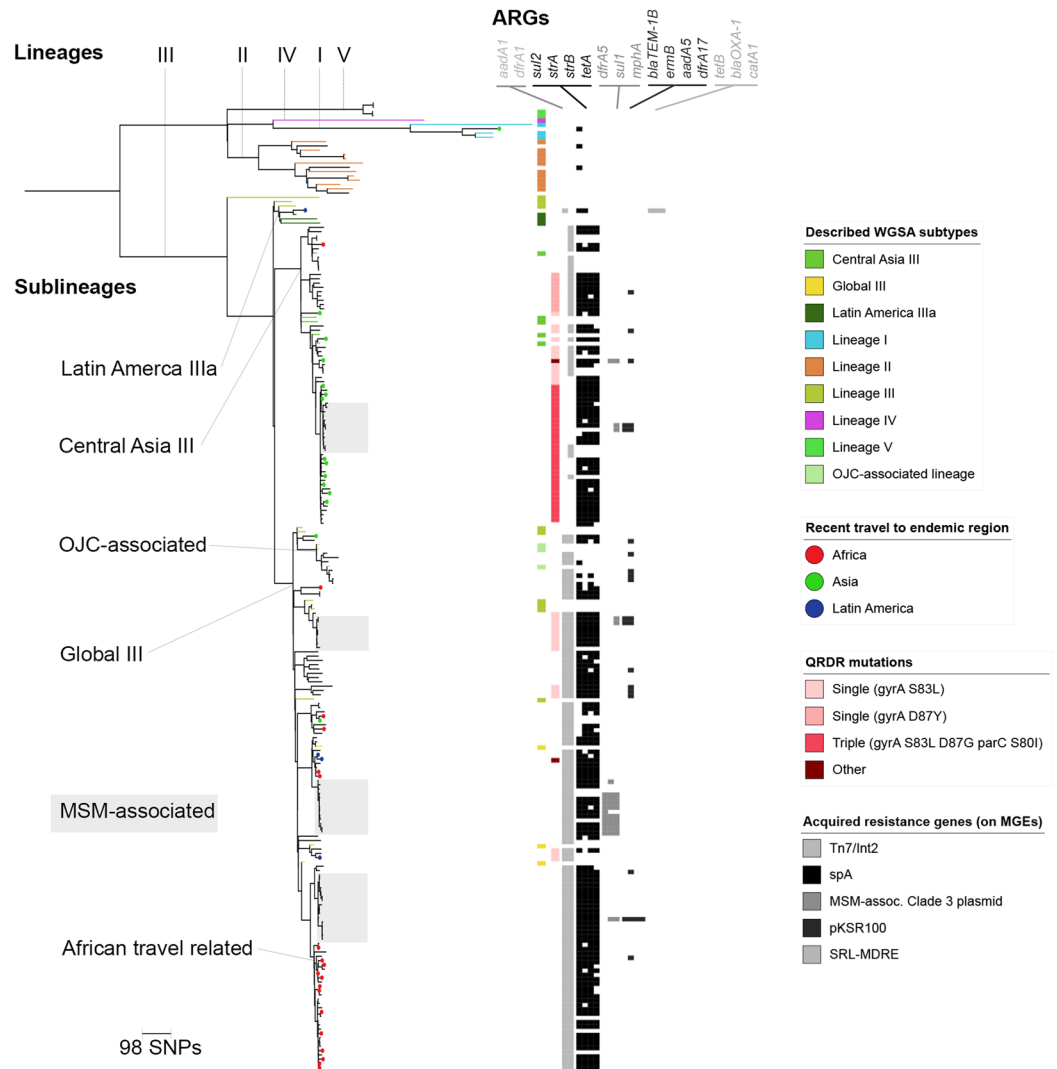 ARGs
Lineages
III
II
IV
I
V
aadA1
dfrA1
sul2
strA
strB
tetA
dfrA5
sul1
mphA
blaTEM-1B
ermB
aadA5
dfrA17
tetB
blaOXA-1
catA1
Sublineages
Latin Amerca IIIa
Central Asia III
OJC-associated
Global III
MSM-associated
African travel related
98 SNPs
Described WGSA subtypes
Central Asia III
Global III
Latin America IIIa
Lineage I
Lineage II
Lineage III
Lineage IV
Lineage V
OJC-associated lineage
Recent travel to endemic region
Africa
Asia
Latin America
QRDR mutations
Single (gyrA S83L)
Single (gyrA D87Y)
Triple (gyrA S83L D87G parC S80I)
Other
Acquired resistance genes (on MGEs)
Tn7/Int2
spA
MSM-assoc. Clade 3 plasmid
pKSR100
SRL-MDRE